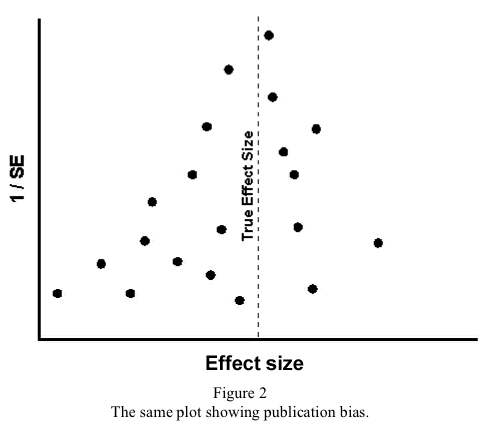 1 / SE
True Effect Size
Effect size
Figure 2
The same plot showing publication bias.